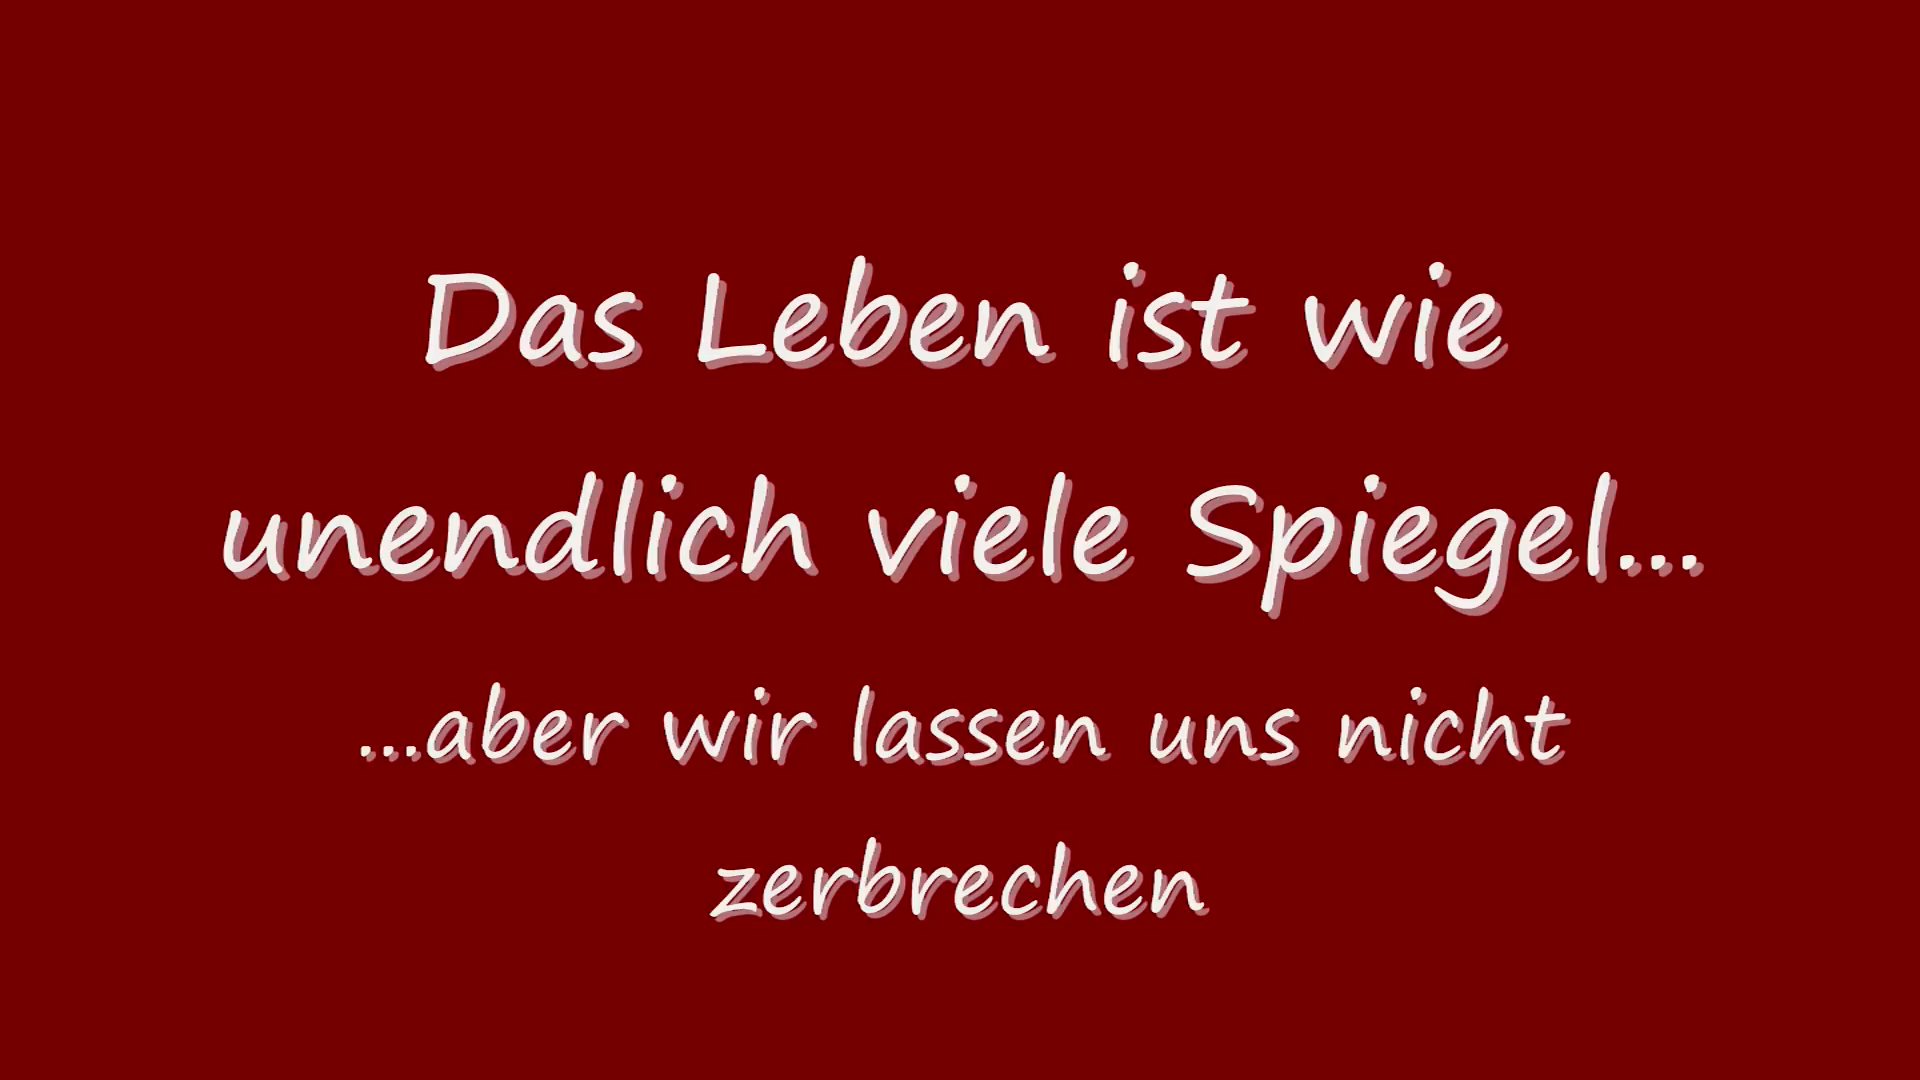 Das Leben ist wie
unendlich viele Spiegel...
...aber wir lassen uns nicht
zerbrechen